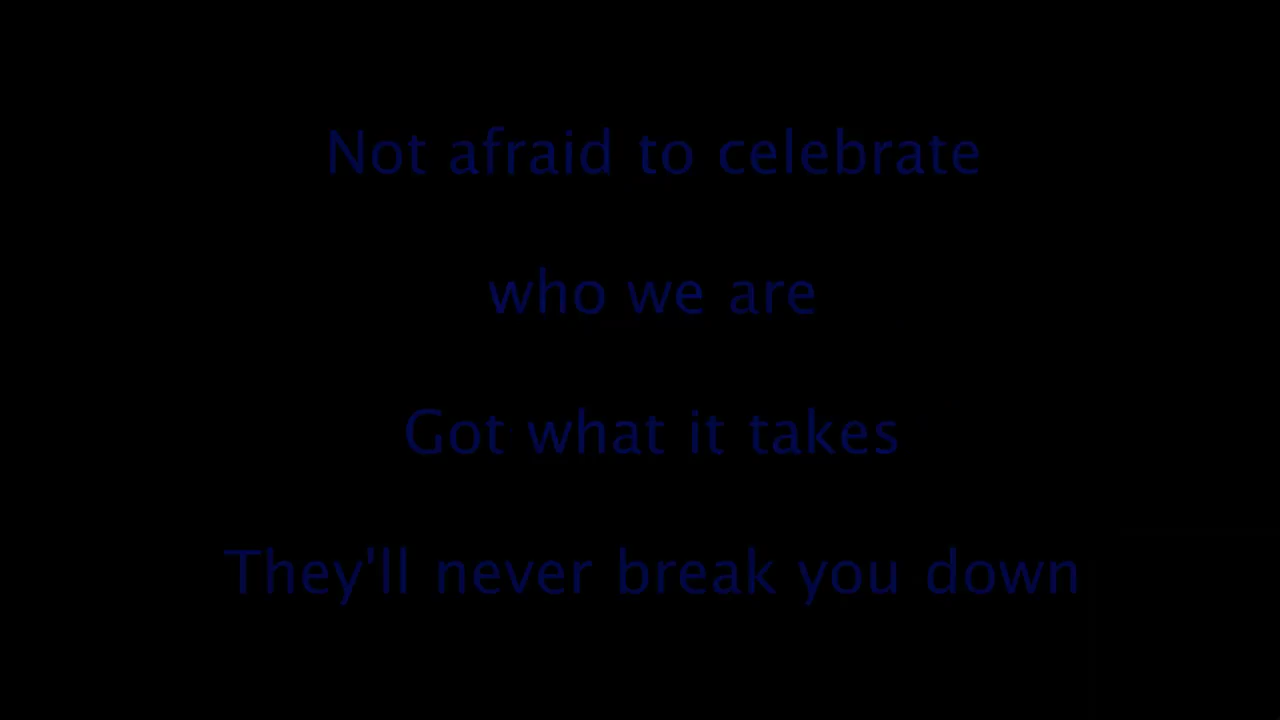 Not afraid to celebrate
who we are
Got what it takes
They'll never break you down